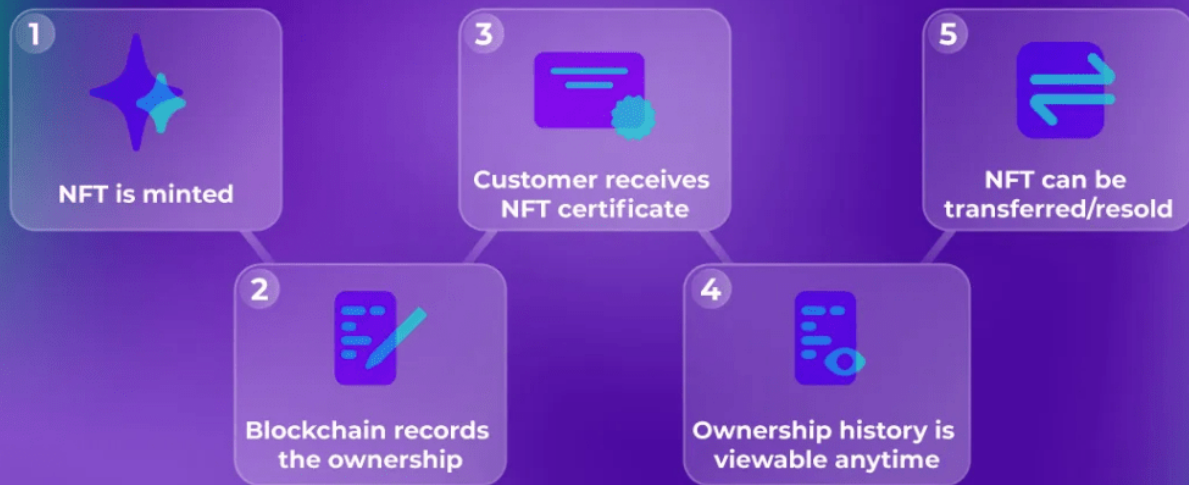 1
NFT is minted
2
Blockchain records
the ownership
3
Customer receives
NFT certificate
4
Ownership history is
viewable anytime
5
NFT can be
transferred/resold